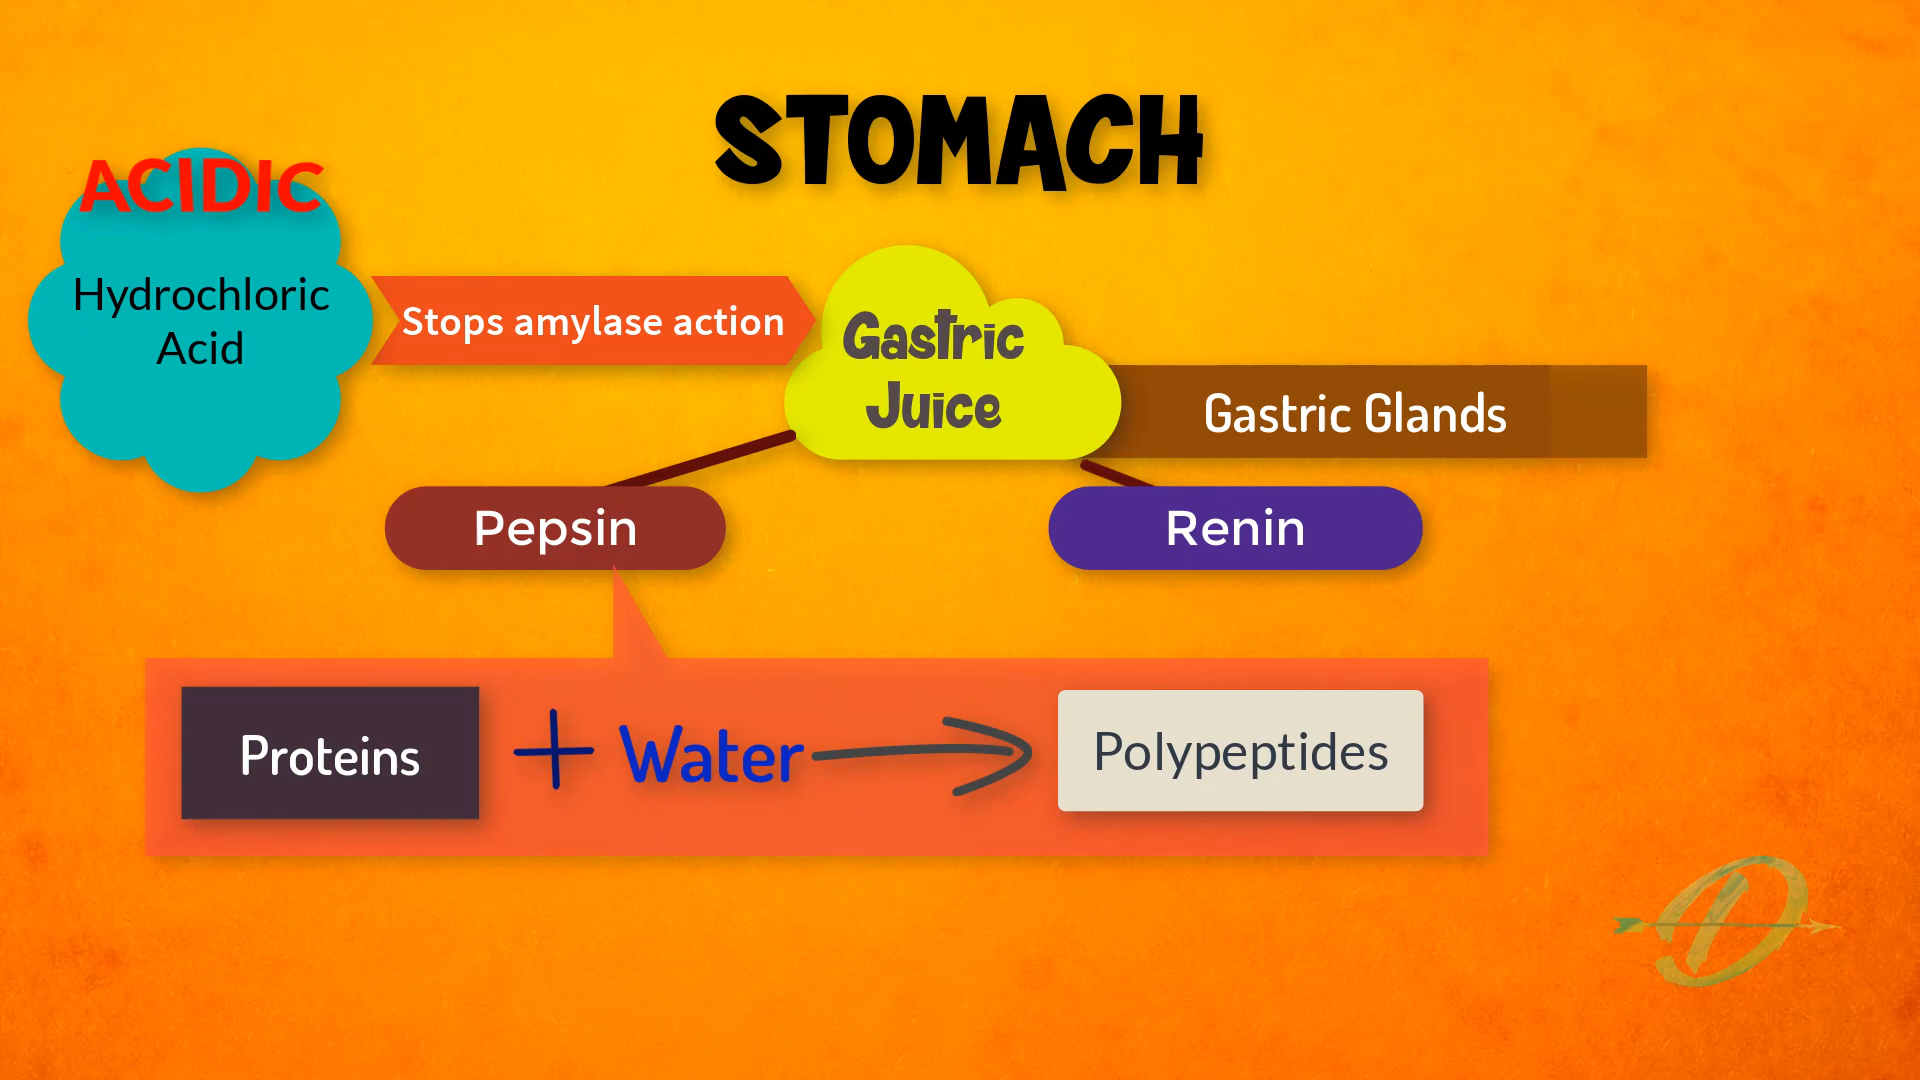 STOMACH
ACIDIC
Hydrochloric
Acid
Stops amylase action
Gastric
Juice
Gastric Glands
Pepsin
Renin
Proteins + Water
Polypeptides
D